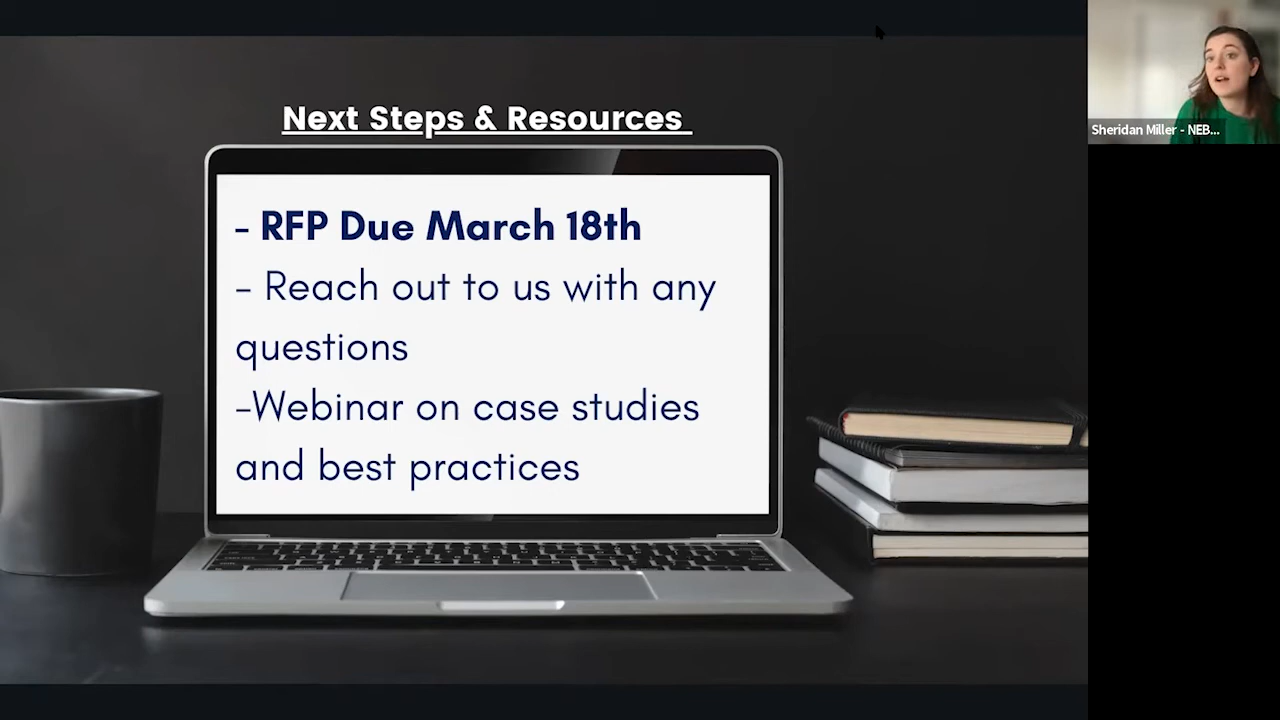 Next Steps & Resources
- RFP Due March 18th
- Reach out to us with any
questions
-Webinar on case studies
and best practices
Sheridan Miller - NEB...